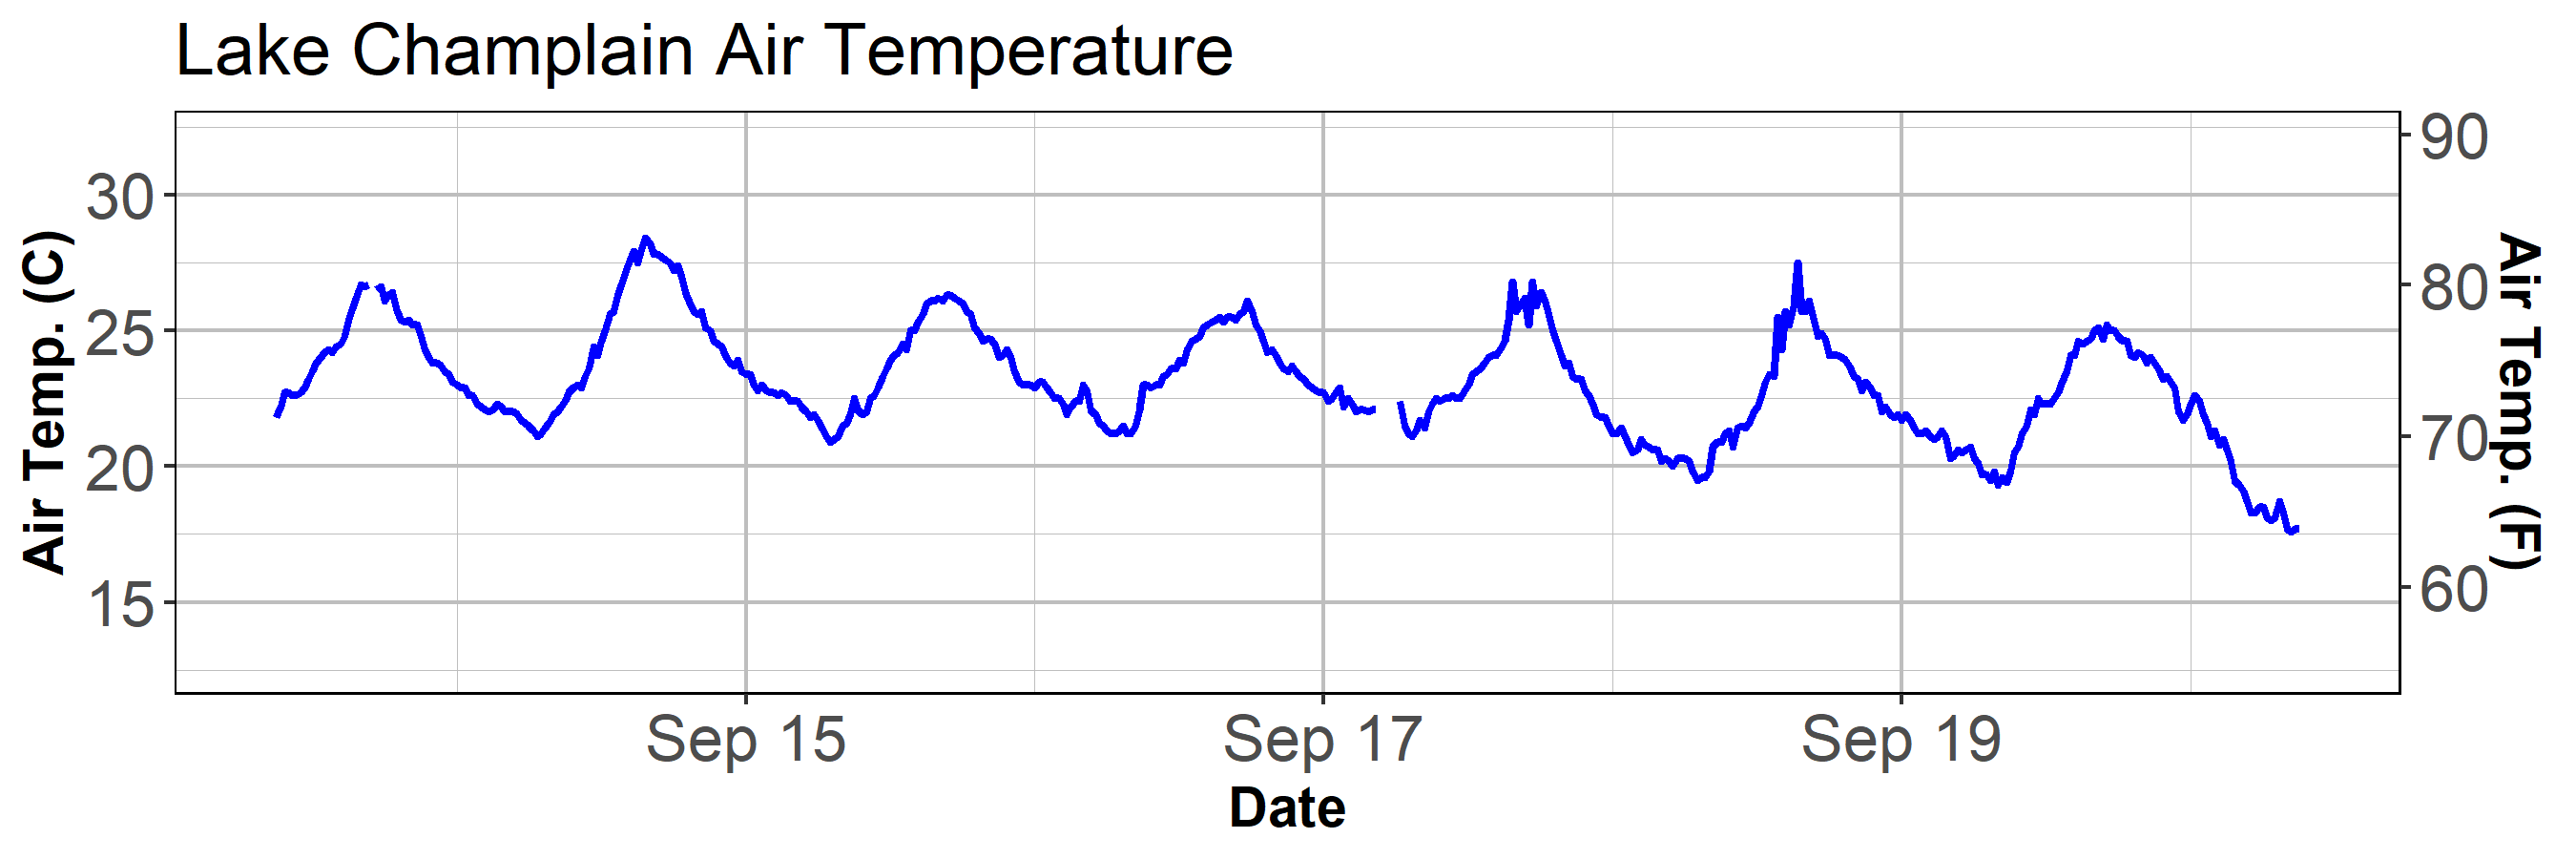 Lake Champlain Air Temperature
Air Temp. (C)
30
25
20
15
90
80
70
60
Air Temp. (F)
Sep 15
Sep 17
Sep 19
Date